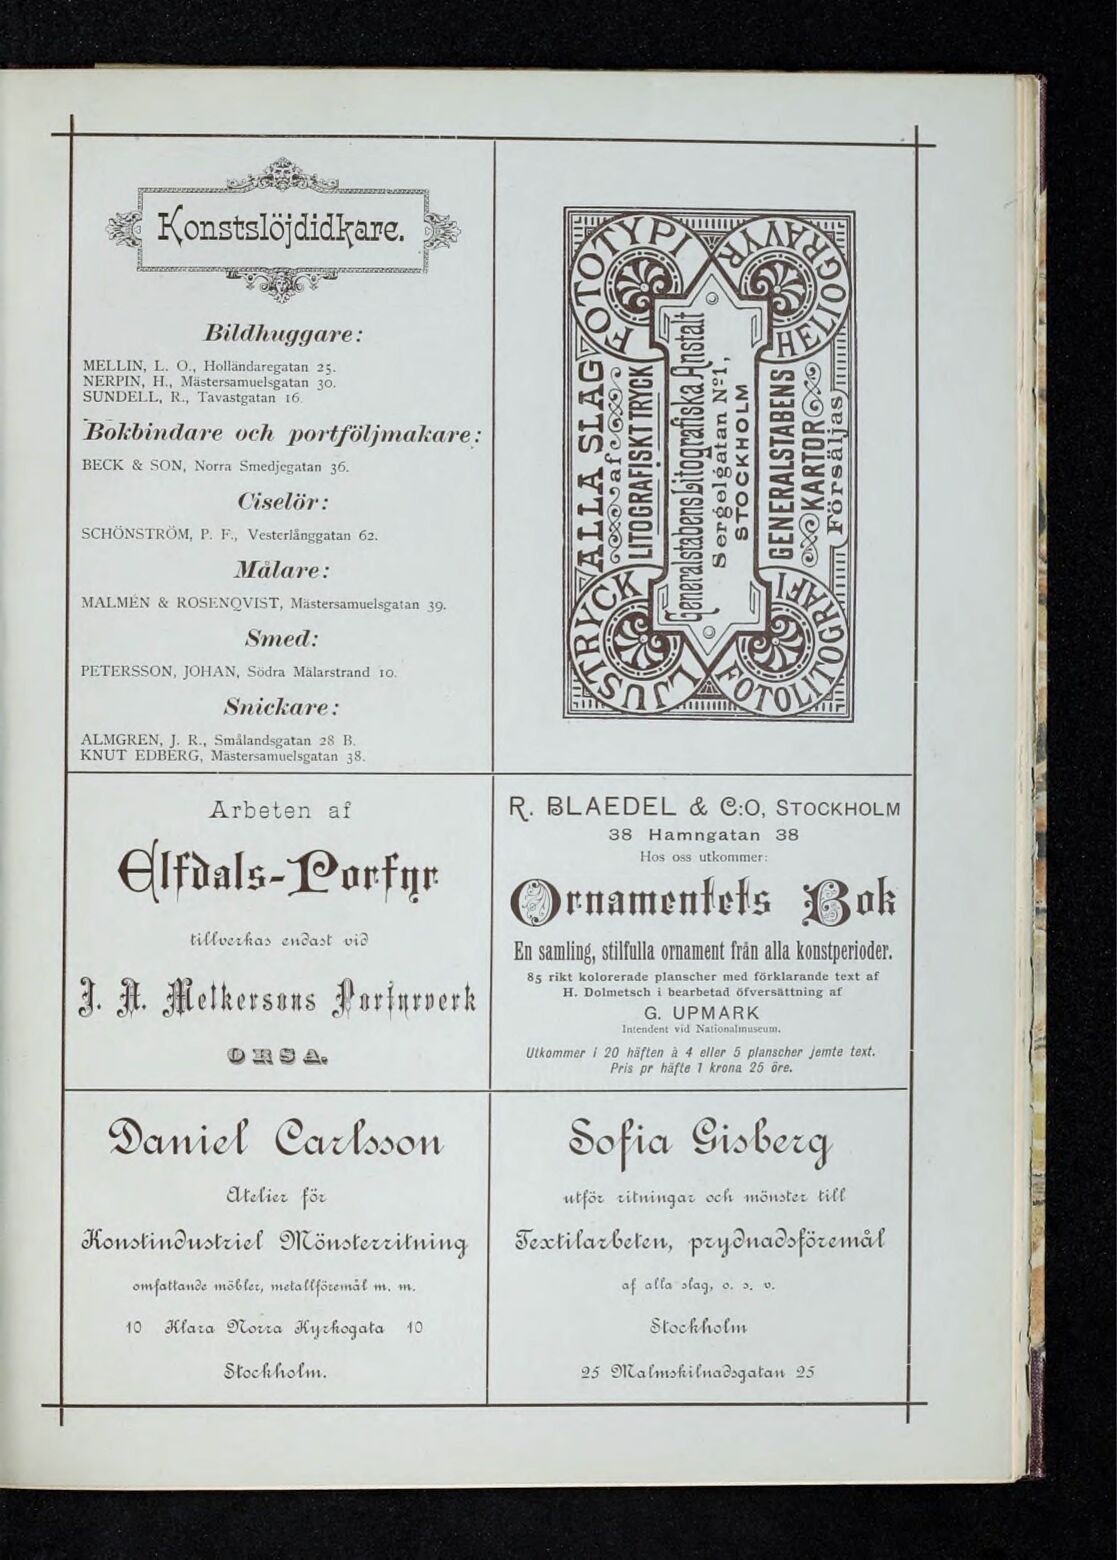 Konstslöjdidkare.
Bildhuggare:
MELLIN, L. O., Holländaregatan 25.
NERPIN, H., Mästersamuelsgatan 30.
SUNDELL, R., Tavastgatan 16.
Bokbindare och portföljmakare:
BECK & SON, Norra Smedjegatan 36.
Ciselör:
SCHÖNSTRÖM, P. F., Vesterlånggatan 62.
Målare:
MALMÉN & ROSENQVIST, Mästersamuelsgatan 39.
Smed:
PETERSSON, JOHAN, Södra Mälarstrand 10.
Snickare:
ALMGREN, J. R., Smålandsgatan 28 B.
KNUT EDBERG, Mästersamuelsgatan 38.
FOTOTYPI
HELIOGRAVYR
ALLA SLAG
af
LITOGRAFISKT TRYCK
Generalstabens Litografiska Anstalt
Sergelgatan No 1,
STOCKHOLM
GENERALSTABENS
KARTOR
Försäljas
LJUSTRYCK
FOTOLITOGRAFI
Arbeten af
Elfdals-Porfyr
tillverkas endast vid
J. A. Melkersons Porfyrverk
ORSA.
R. BLAEDEL & C:O, STOCKHOLM
38 Hamngatan 38
Hos oss utkommer:
Ornamentets Bok
En samling, stilfulla ornament från alla konstperioder.
85 rikt kolorerade planscher med förklarande text af
H. Dolmetsch i bearbetad öfversättning af
G. UPMARK
Intendent vid Nationalmuseum.
Utkommer i 20 häften à 4 eller 5 planscher jemte text.
Pris pr häfte 1 krona 25 öre.
Daniel Carlsson
Atelier för
Konstindustriel Mönsterritning
omfattande möbler, metallföremål m. m.
10 Klara Norra Kyrkogata 10
Stockholm.
Sofia Gisberg
utför ritningar och mönster till
Textilarbeten, prydnadsföremål
af alla slag, o. s. v.
Stockholm
25 Malmskilnadsgatan 25